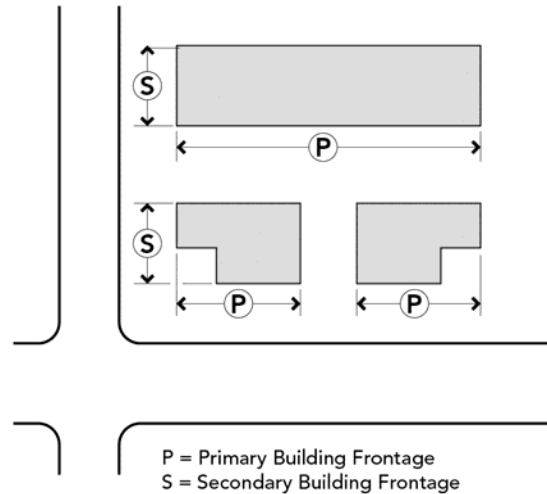 S
P
S
P
P
P = Primary Building Frontage
S = Secondary Building Frontage